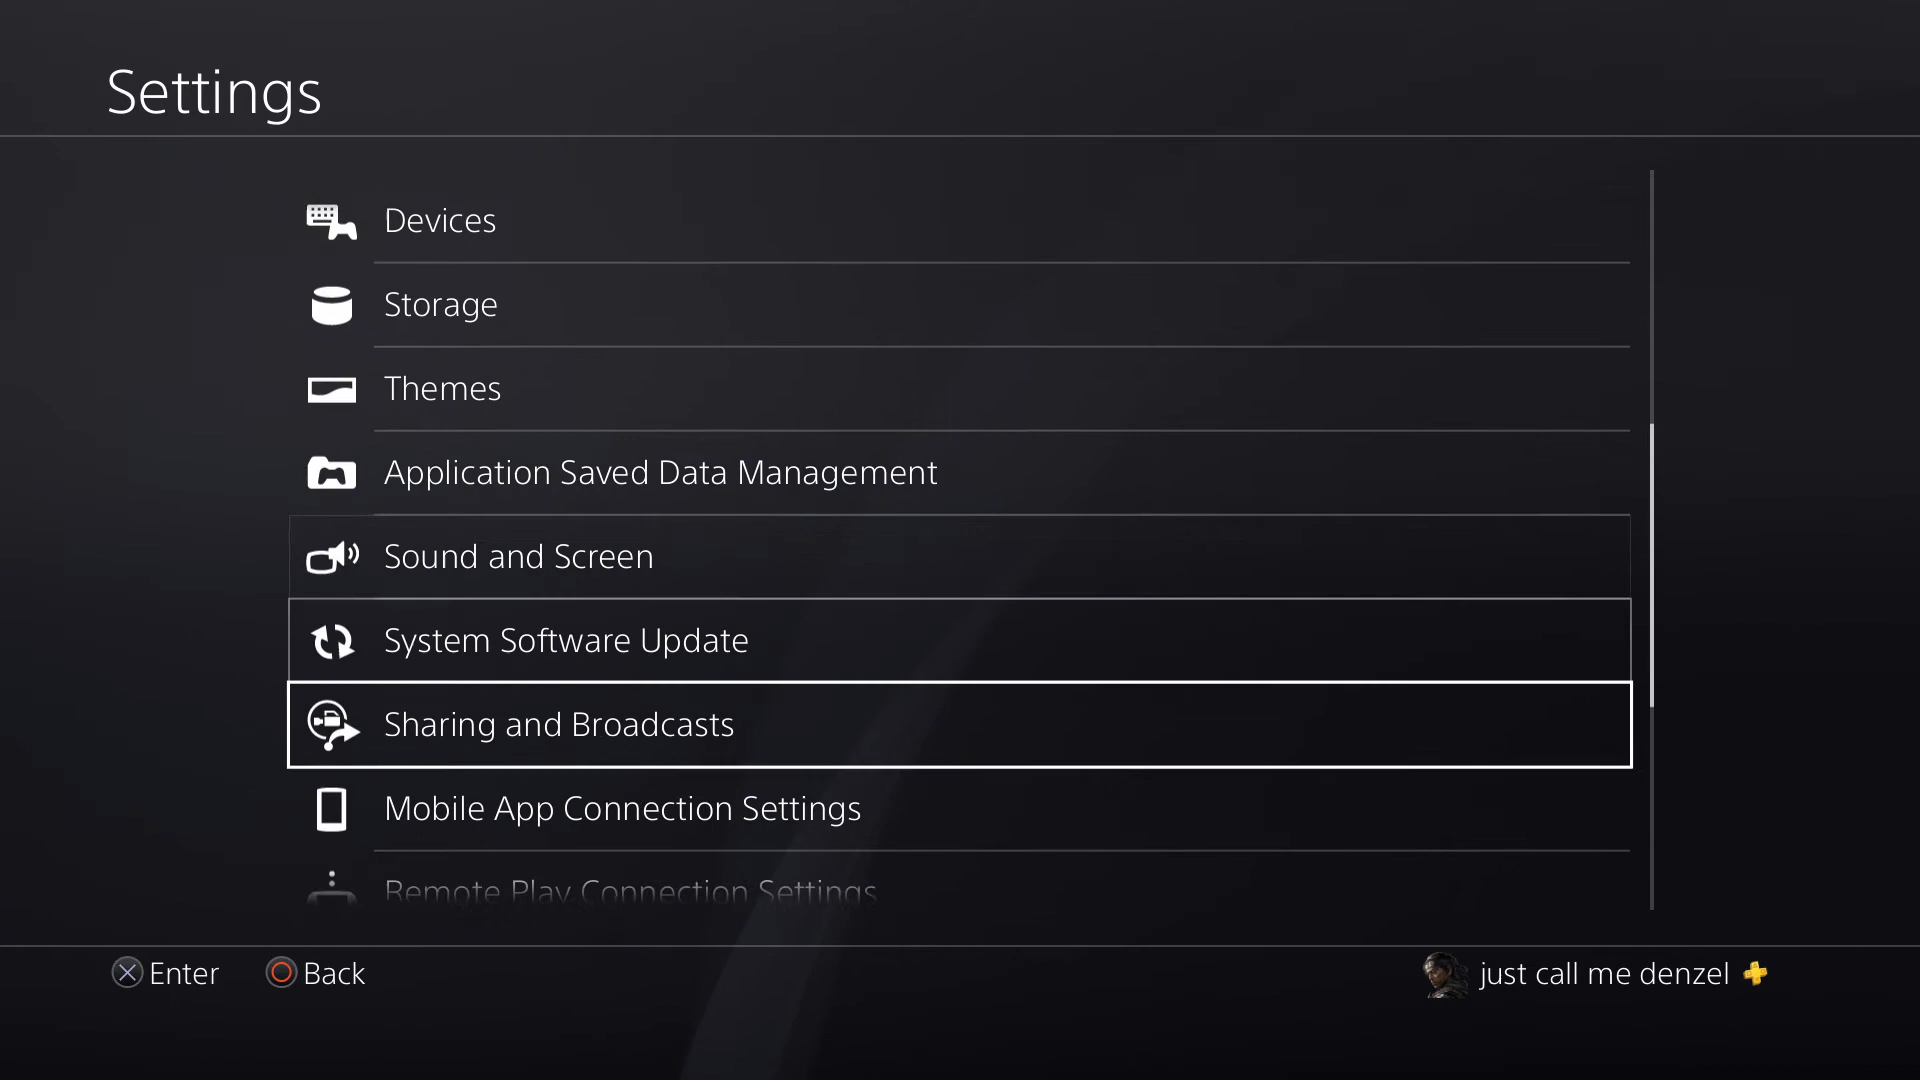 Settings
Devices
Storage
Themes
Application Saved Data Management
Sound and Screen
System Software Update
Sharing and Broadcasts
Mobile App Connection Settings
Remote Play Connection Settings
Enter
Back
just call me denzel